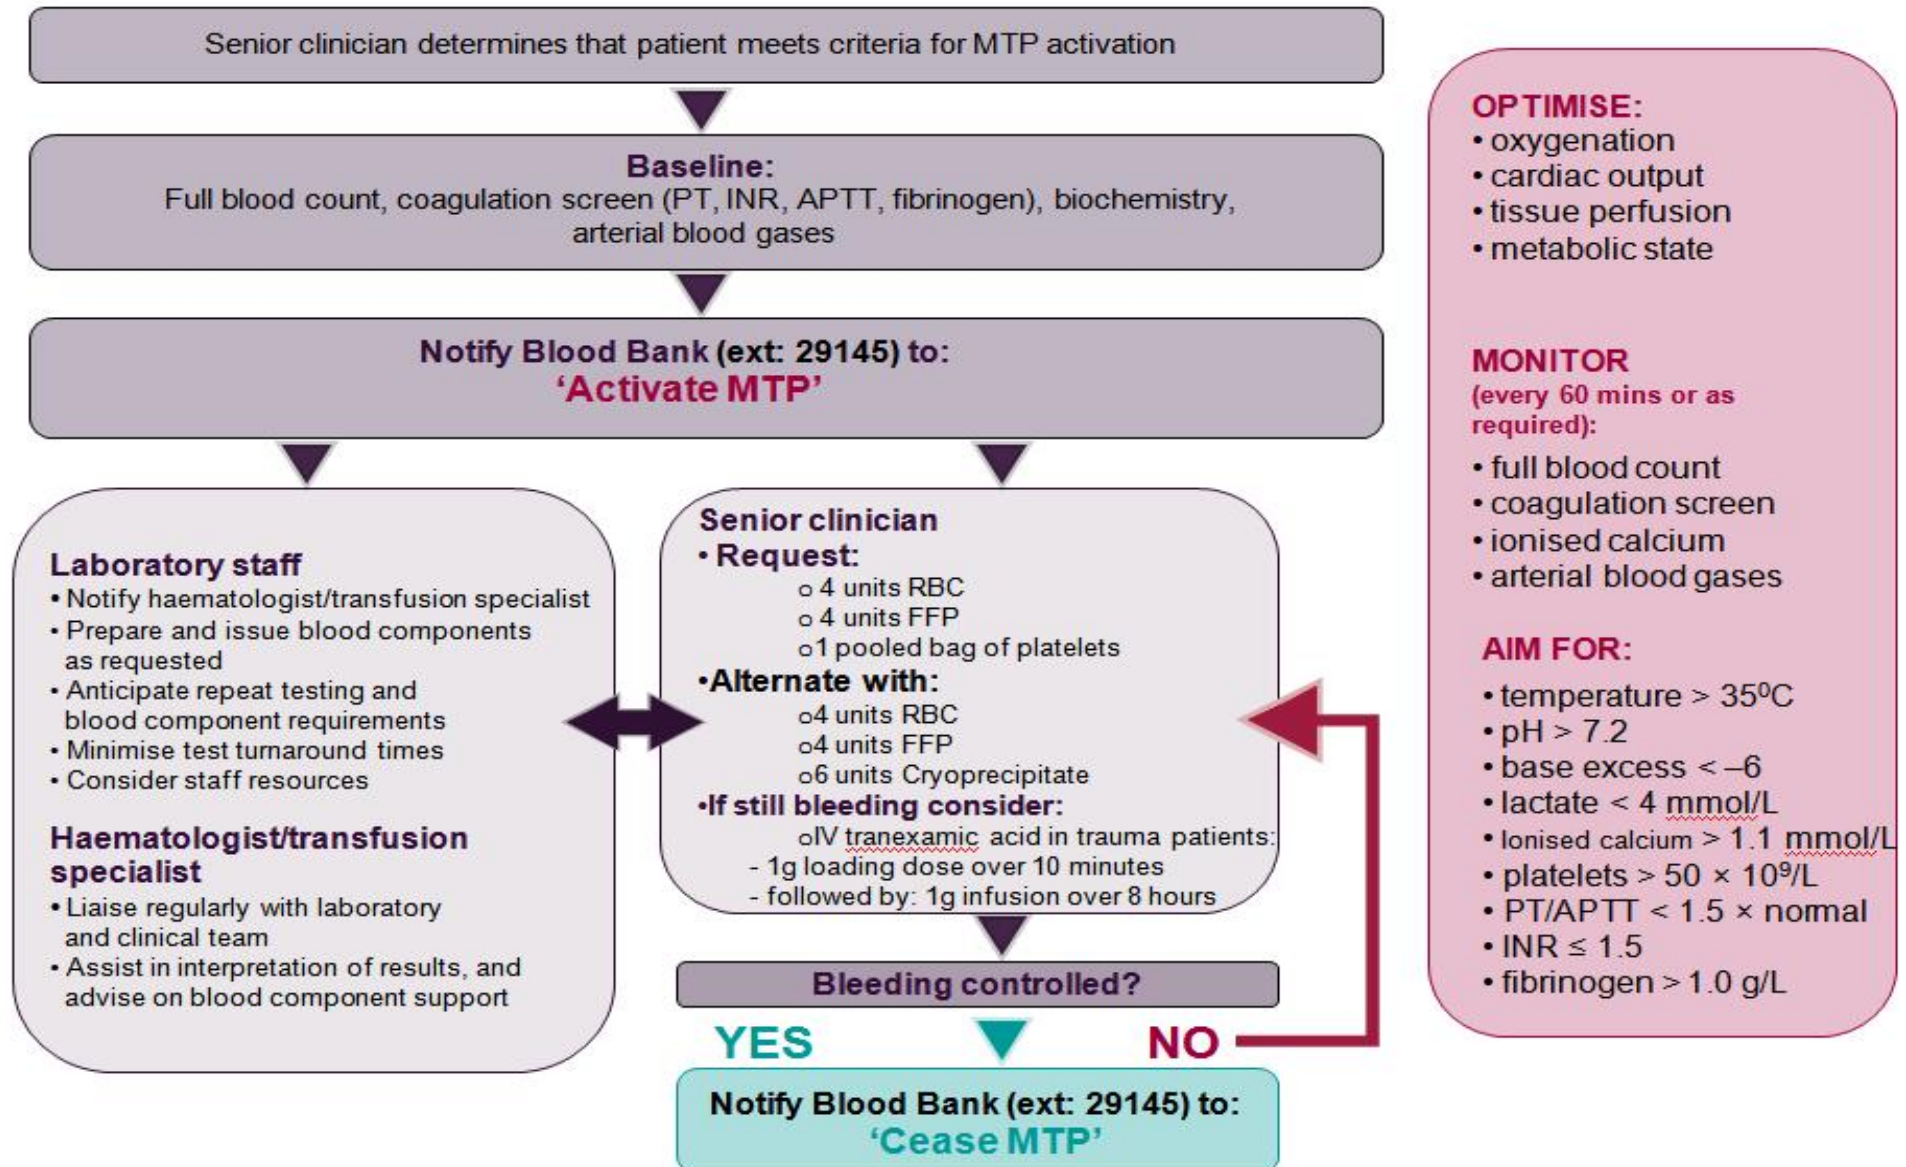 Senior clinician determines that patient meets criteria for MTP activation
Baseline:
Full blood count, coagulation screen (PT, INR, APTT, fibrinogen), biochemistry,
arterial blood gases
Notify Blood Bank (ext: 29145) to:
‘Activate MTP’
Laboratory staff
• Notify haematologist/transfusion specialist
• Prepare and issue blood components
as requested
• Anticipate repeat testing and
blood component requirements
• Minimise test turnaround times
• Consider staff resources
Haematologist/transfusion
specialist
• Liaise regularly with laboratory
and clinical team
• Assist in interpretation of results, and
advise on blood component support
Senior clinician
• Request:
o 4 units RBC
o 4 units FFP
o1 pooled bag of platelets
•Alternate with:
o4 units RBC
o4 units FFP
o6 units Cryoprecipitate
•If still bleeding consider:
oIV tranexamic acid in trauma patients:
- 1g loading dose over 10 minutes
- followed by: 1g infusion over 8 hours
Bleeding controlled?
YES
NO
Notify Blood Bank (ext: 29145) to:
‘Cease MTP’
OPTIMISE:
• oxygenation
• cardiac output
• tissue perfusion
• metabolic state
MONITOR
(every 60 mins or as
required):
• full blood count
• coagulation screen
• ionised calcium
• arterial blood gases
AIM FOR:
• temperature > 35⁰C
• pH > 7.2
• base excess < –6
• lactate < 4 mmol/L
• Ionised calcium > 1.1 mmol/L
• platelets > 50 × 10⁹/L
• PT/APTT < 1.5 × normal
• INR ≤ 1.5
• fibrinogen > 1.0 g/L